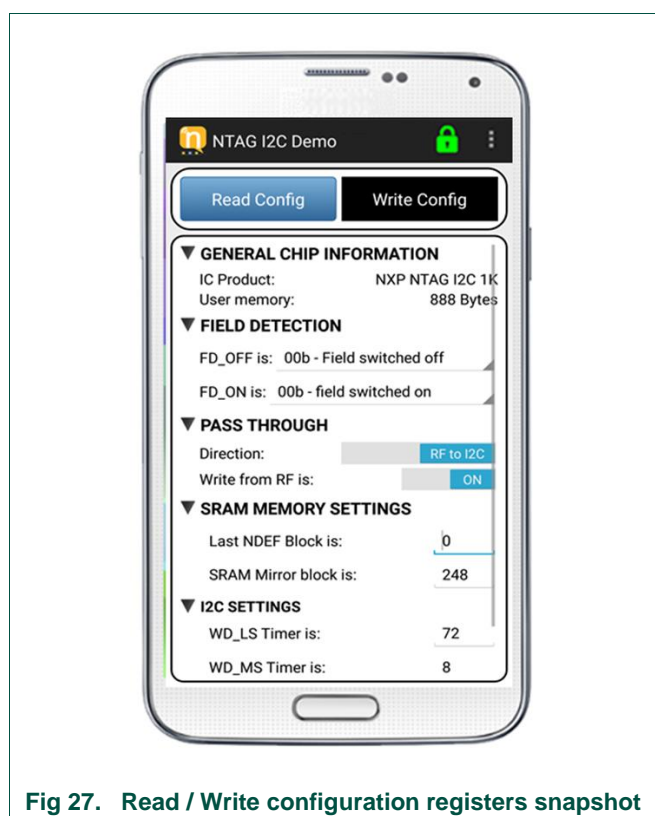 NTAG I2C Demo
Read Config Write Config
▼ GENERAL CHIP INFORMATION
IC Product: NXP NTAG I2C 1K
User memory: 888 Bytes
▼ FIELD DETECTION
FD_OFF is: 00b - Field switched off
FD_ON is: 00b - field switched on
▼ PASS THROUGH
Direction: RF to I2C
Write from RF is: ON
▼ SRAM MEMORY SETTINGS
Last NDEF Block is: 0
SRAM Mirror block is: 248
▼ I2C SETTINGS
WD_LS Timer is: 72
WD_MS Timer is: 8
Fig 27. Read / Write configuration registers snapshot